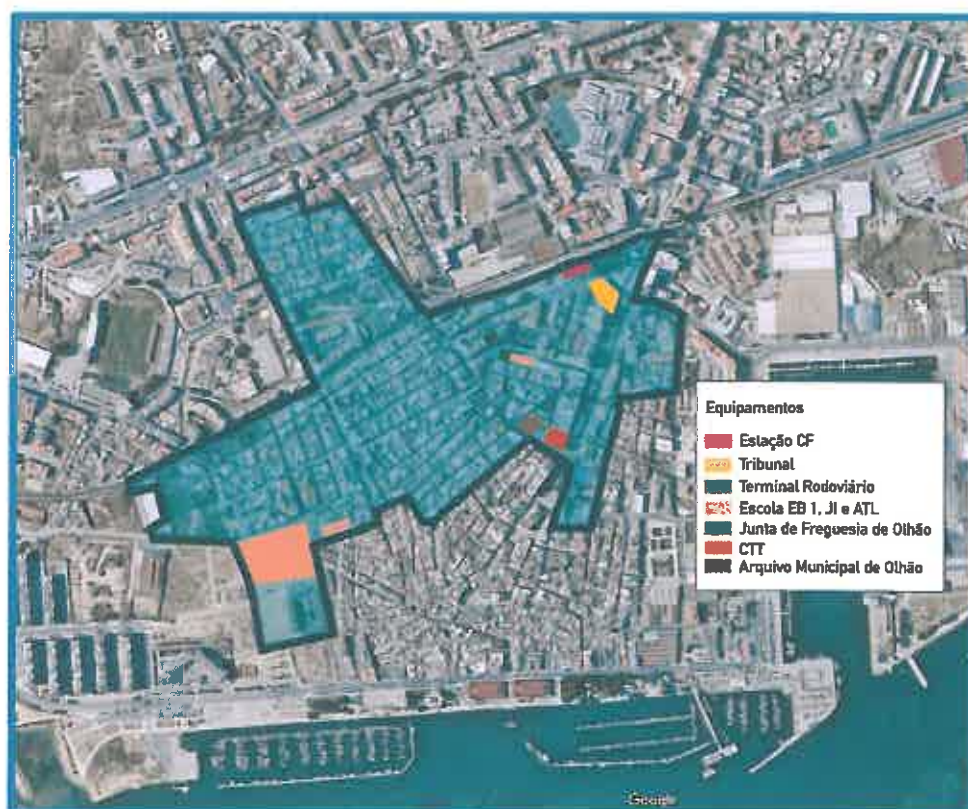 Equipamentos
Estação CF
Tribunal
Terminal Rodoviário
Escola EB 1, JI e ATL
Junta de Freguesia de Olhão
CTT
Arquivo Municipal de Olhão
Google